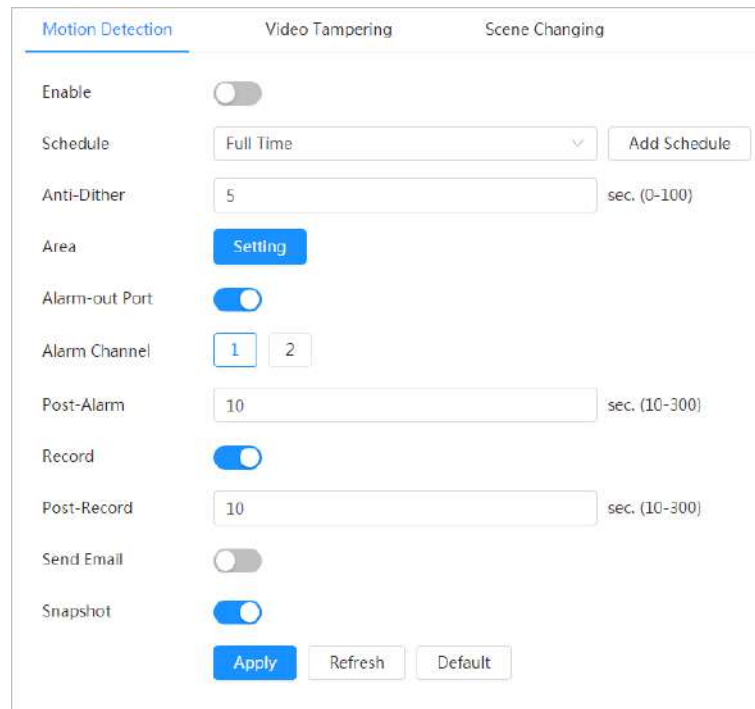 Motion Detection Video Tampering Scene Changing
Enable
Schedule Full Time Add Schedule
Anti-Dither 5 sec. (0-100)
Area Setting
Alarm-out Port
Alarm Channel 1 2
Post-Alarm 10 sec. (10-300)
Record
Post-Record 10 sec. (10-300)
Send Email
Snapshot
Apply Refresh Default